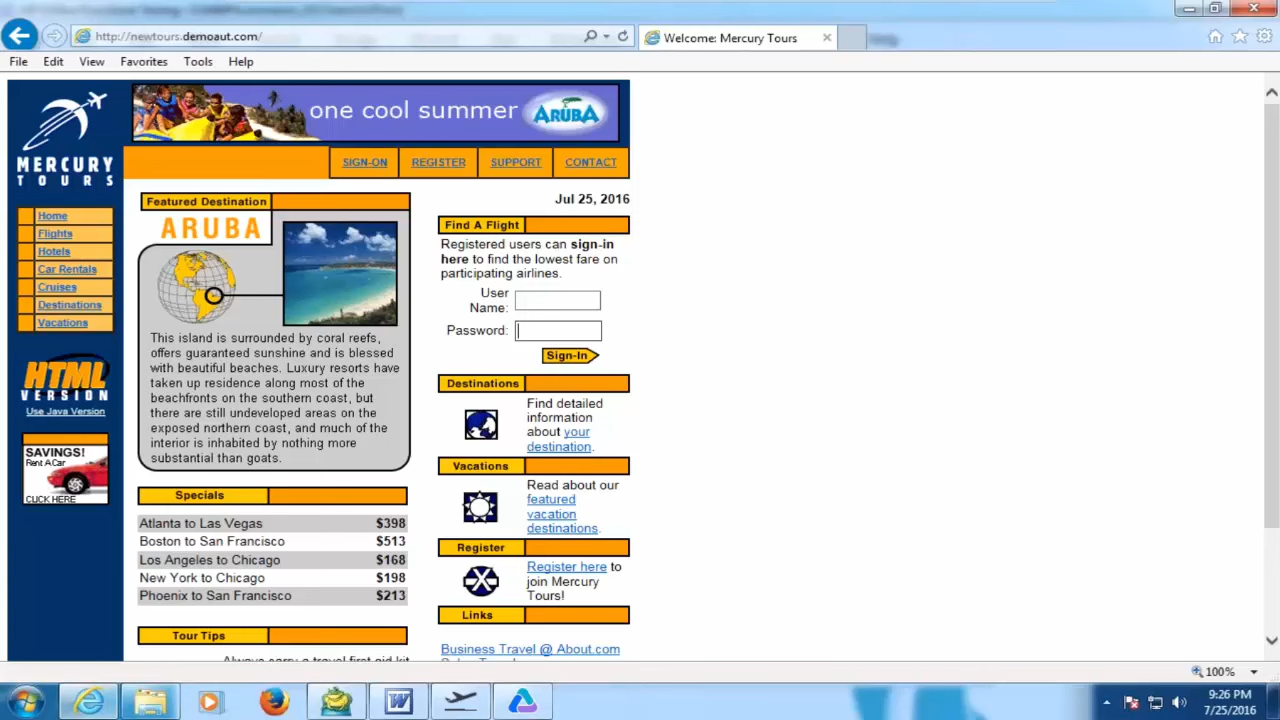 http://newtours.demoaut.com/
Welcome: Mercury Tours
File Edit View Favorites Tools Help
MERCURY
TOURS
one cool summer
ARUBA
SIGN-ON
REGISTER
SUPPORT
CONTACT
Home
Flights
Hotels
Car Rentals
Cruises
Destinations
Vacations
HTML
VERSION
Use Java Version
SAVINGS!
Rent A Car
CLICK HERE
Featured Destination
ARUBA
This island is surrounded by coral reefs,
offers guaranteed sunshine and is blessed
with beautiful beaches. Luxury resorts have
taken up residence along most of the
beachfronts on the southern coast, but
there are still undeveloped areas on the
exposed northern coast, and much of the
interior is inhabited by nothing more
substantial than goats.
Specials
Atlanta to Las Vegas $398
Boston to San Francisco $513
Los Angeles to Chicago $168
New York to Chicago $198
Phoenix to San Francisco $213
Tour Tips
Always carry a travel first aid kit
Jul 25, 2016
Find A Flight
Registered users can sign-in
here to find the lowest fare on
participating airlines.
User
Name:
Password:
Sign-In
Destinations
Find detailed
information
about your
destination.
Vacations
Read about our
featured
vacation
destinations.
Register
Register here to
join Mercury
Tours!
Links
Business Travel @ About.com
100%
9:26 PM
7/25/2016